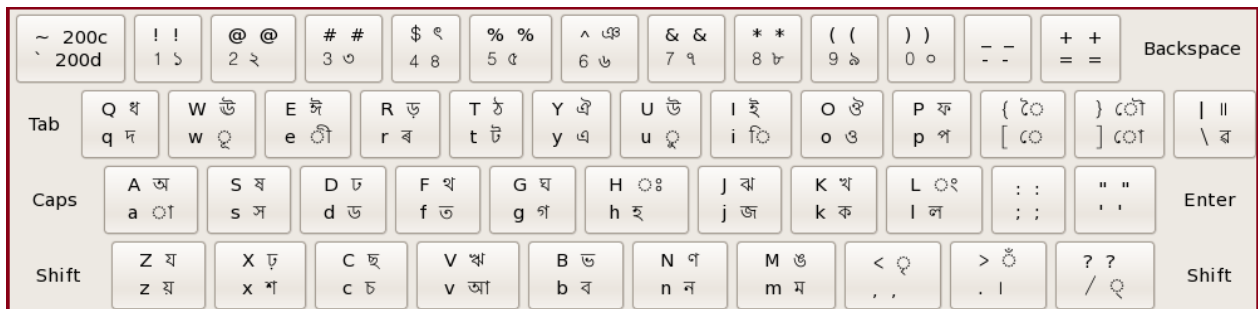 ~ 200c ! ! @ @ # # $ ৎ % % ^ ঞ & & * * ( ( ) ) _ _ + + Backspace
` 200d 1 ১ 2 ২ 3 ৩ 4 ৪ 5 ৫ 6 ৬ 7 ৭ 8 ৮ 9 ৯ 0 ০ - - = =
Tab Q ধ W ঊ E ঈ R ড় T ঠ Y ঐ U উ I ই O ঔ P ফ { ৈ } ৌ | ॥
q দ w ূ e ী r ৰ t ট y এ u ু i ি o ও p প [ ে ] ো \ ৱ
Caps A অ S ষ D ঢ F থ G ঘ H ঃ J ঝ K খ L ং : : " " Enter
a া s স d ড f ত g গ h হ j জ k ক l ল ; ; ' '
Shift Z য X ঢ় C ছ V ঋ B ভ N ণ M ঙ < ৃ > ঁ ? ? Shift
z য় x শ c চ v আ b ব n ন m ম , , . । / ্